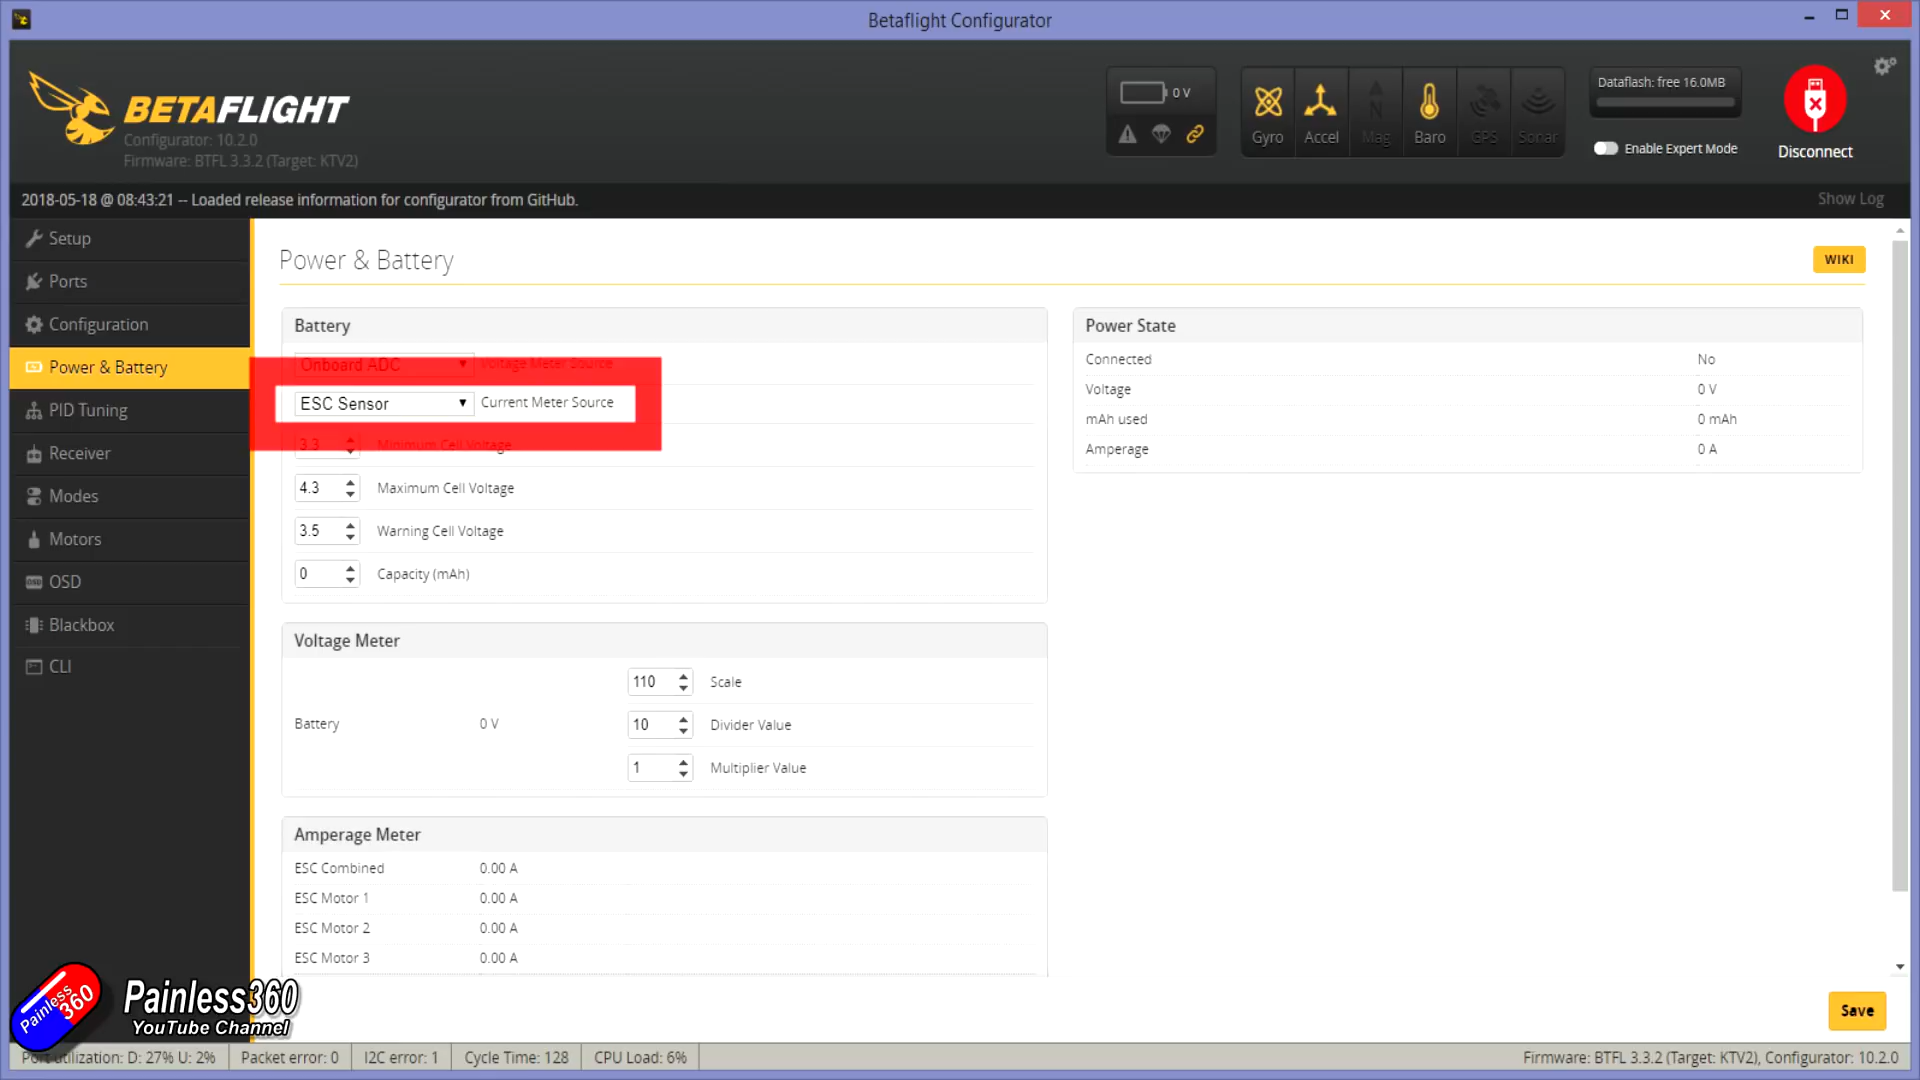 Betaflight Configurator
BETAFLIGHT
Configurator: 10.2.0
Firmware: BTFL 3.3.2 (Target: KTV2)
0 V
Gyro
Accel
Mag
Baro
GPS
Sonar
Dataflash: free 16.0MB
Enable Expert Mode
Disconnect
2018-05-18 @ 08:43:21 -- Loaded release information for configurator from GitHub.
Show Log
Setup
Ports
Configuration
Power & Battery
PID Tuning
Receiver
Modes
Motors
OSD
Blackbox
CLI
Power & Battery
WIKI
Battery
Onboard ADC Voltage Meter Source
ESC Sensor Current Meter Source
3.3 Minimum Cell Voltage
4.3 Maximum Cell Voltage
3.5 Warning Cell Voltage
0 Capacity (mAh)
Power State
Connected No
Voltage 0 V
mAh used 0 mAh
Amperage 0 A
Voltage Meter
110 Scale
Battery 0 V 10 Divider Value
1 Multiplier Value
Amperage Meter
ESC Combined 0.00 A
ESC Motor 1 0.00 A
ESC Motor 2 0.00 A
ESC Motor 3 0.00 A
Painless 360
Painless360
YouTube Channel
Save
Port utilization: D: 27% U: 2%
Packet error: 0
I2C error: 1
Cycle Time: 128
CPU Load: 6%
Firmware: BTFL 3.3.2 (Target: KTV2), Configurator: 10.2.0